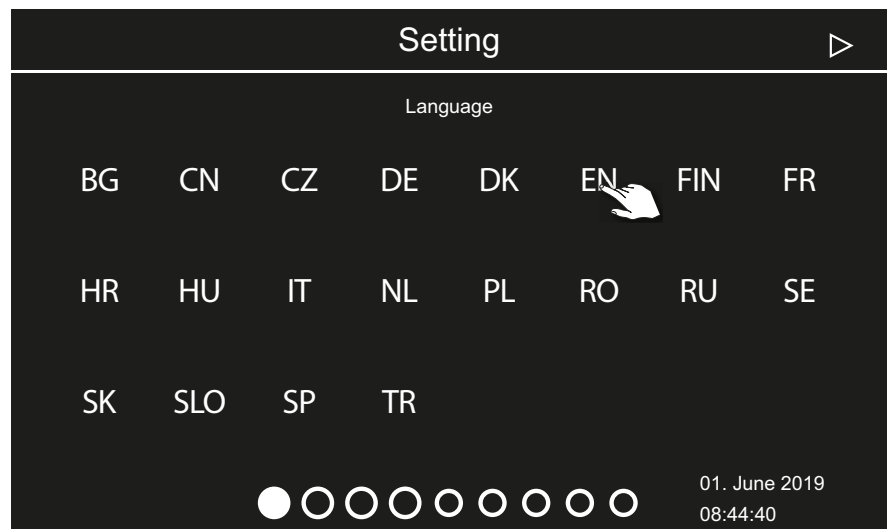 Setting
Language
BG CN CZ DE DK EN FIN FR
HR HU IT NL PL RO RU SE
SK SLO SP TR
01. June 2019
08:44:40